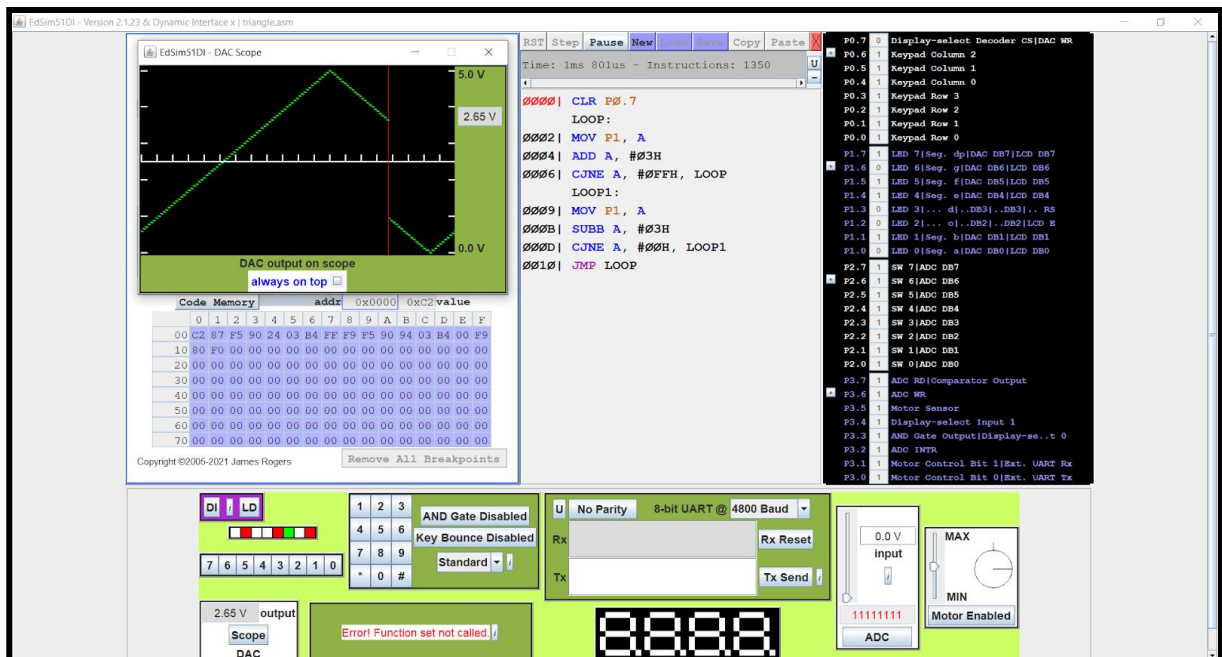 EdSim51DI - Version 2.1.23 & Dynamic Interface x | triangle.asm
EdSim51DI - DAC Scope
5.0 V
2.65 V
0.0 V
DAC output on scope
always on top
Code Memory addr 0x0000 0xC2 value
0 1 2 3 4 5 6 7 8 9 A B C D E F
00 C2 87 F5 90 24 03 B4 FF F9 F5 90 94 03 B4 00 F9
10 80 F0 00 00 00 00 00 00 00 00 00 00 00 00 00 00
20 00 00 00 00 00 00 00 00 00 00 00 00 00 00 00 00
30 00 00 00 00 00 00 00 00 00 00 00 00 00 00 00 00
40 00 00 00 00 00 00 00 00 00 00 00 00 00 00 00 00
50 00 00 00 00 00 00 00 00 00 00 00 00 00 00 00 00
60 00 00 00 00 00 00 00 00 00 00 00 00 00 00 00 00
70 00 00 00 00 00 00 00 00 00 00 00 00 00 00 00 00
Copyright ©2005-2021 James Rogers Remove All Breakpoints
RST Step Pause New Load Save Copy Paste X
Time: 1ms 801us - Instructions: 1350
U
-
0000| CLR P0.7
LOOP:
0002| MOV P1, A
0004| ADD A, #03H
0006| CJNE A, #0FFH, LOOP
LOOP1:
0009| MOV P1, A
000B| SUBB A, #03H
000D| CJNE A, #00H, LOOP1
0010| JMP LOOP
P0.7 0 Display-select Decoder CS|DAC WR
P0.6 1 Keypad Column 2
P0.5 1 Keypad Column 1
P0.4 1 Keypad Column 0
P0.3 1 Keypad Row 3
P0.2 1 Keypad Row 2
P0.1 1 Keypad Row 1
P0.0 1 Keypad Row 0
P1.7 1 LED 7|Seg. dp|DAC DB7|LCD DB7
P1.6 0 LED 6|Seg. g|DAC DB6|LCD DB6
P1.5 1 LED 5|Seg. f|DAC DB5|LCD DB5
P1.4 1 LED 4|Seg. e|DAC DB4|LCD DB4
P1.3 0 LED 3|... d|..DB3|..DB3|.. RS
P1.2 0 LED 2|... c|..DB2|..DB2|LCD E
P1.1 1 LED 1|Seg. b|DAC DB1|LCD DB1
P1.0 0 LED 0|Seg. a|DAC DB0|LCD DB0
P2.7 1 SW 7|ADC DB7
P2.6 1 SW 6|ADC DB6
P2.5 1 SW 5|ADC DB5
P2.4 1 SW 4|ADC DB4
P2.3 1 SW 3|ADC DB3
P2.2 1 SW 2|ADC DB2
P2.1 1 SW 1|ADC DB1
P2.0 1 SW 0|ADC DB0
P3.7 1 ADC RD|Comparator Output
P3.6 1 ADC WR
P3.5 1 Motor Sensor
P3.4 1 Display-select Input 1
P3.3 1 AND Gate Output|Display-se..t 0
P3.2 1 ADC INTR
P3.1 1 Motor Control Bit 1|Ext. UART Rx
P3.0 1 Motor Control Bit 0|Ext. UART Tx
DI i LD
7 6 5 4 3 2 1 0
1 2 3
4 5 6
7 8 9
* 0 #
AND Gate Disabled
Key Bounce Disabled
Standard i
U No Parity 8-bit UART @ 4800 Baud
Rx Rx Reset
Tx Tx Send i
0.0 V
input
i
11111111
ADC
MAX
MIN
Motor Enabled
2.65 V output
Scope
DAC
Error! Function set not called. i
8.8.8.8.